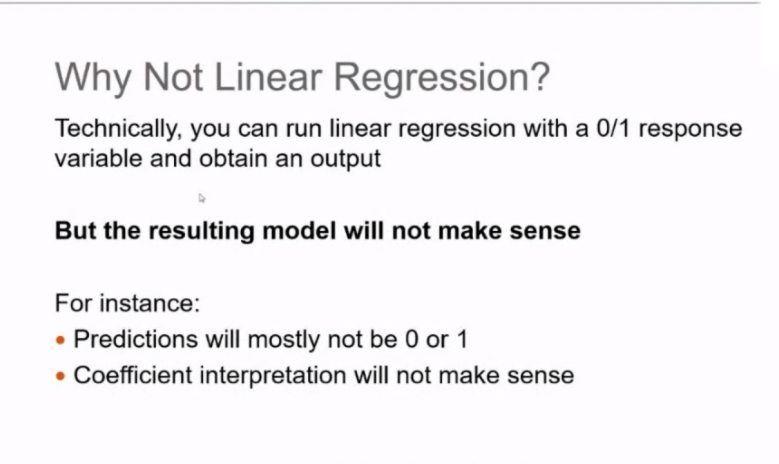 Why Not Linear Regression?
Technically, you can run linear regression with a 0/1 response
variable and obtain an output
But the resulting model will not make sense
For instance:
• Predictions will mostly not be 0 or 1
• Coefficient interpretation will not make sense